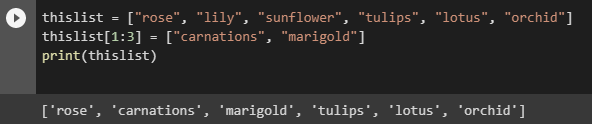 thislist = ["rose", "lily", "sunflower", "tulips", "lotus", "orchid"]
thislist[1:3] = ["carnations", "marigold"]
print(thislist)
['rose', 'carnations', 'marigold', 'tulips', 'lotus', 'orchid']